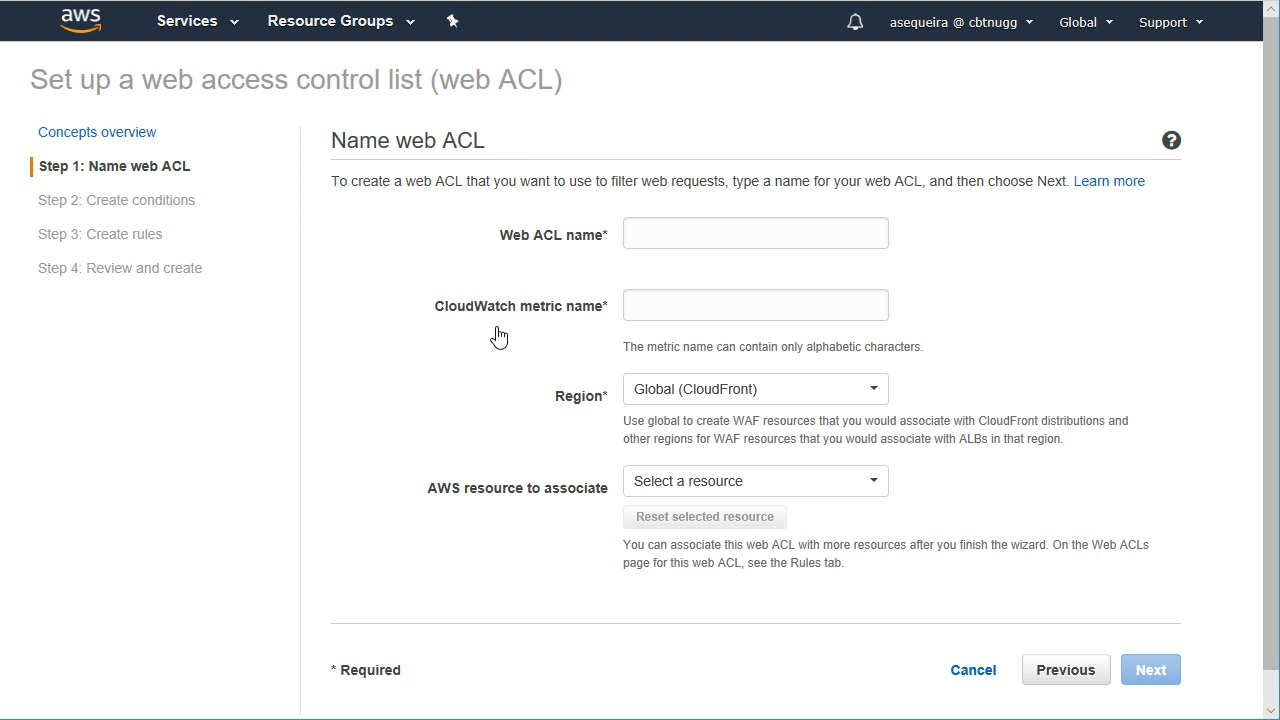 aws Services Resource Groups asequeira @ cbtnugg Global Support
Set up a web access control list (web ACL)
Concepts overview
Step 1: Name web ACL
Step 2: Create conditions
Step 3: Create rules
Step 4: Review and create
Name web ACL
To create a web ACL that you want to use to filter web requests, type a name for your web ACL, and then choose Next. Learn more
Web ACL name*
CloudWatch metric name*
The metric name can contain only alphabetic characters.
Region* Global (CloudFront)
Use global to create WAF resources that you would associate with CloudFront distributions and
other regions for WAF resources that you would associate with ALBs in that region.
AWS resource to associate Select a resource
Reset selected resource
You can associate this web ACL with more resources after you finish the wizard. On the Web ACLs
page for this web ACL, see the Rules tab.
* Required Cancel Previous Next